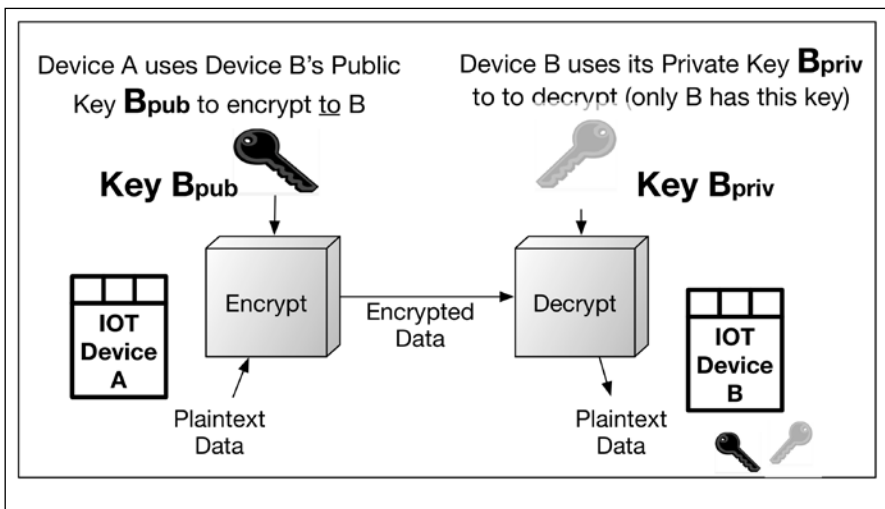 Device A uses Device B's Public
Key Bpub to encrypt to B
Device B uses its Private Key Bpriv
to to decrypt (only B has this key)
Key Bpub
Key Bpriv
Encrypt
Encrypted
Data
Decrypt
IOT
Device
A
IOT
Device
B
Plaintext
Data
Plaintext
Data